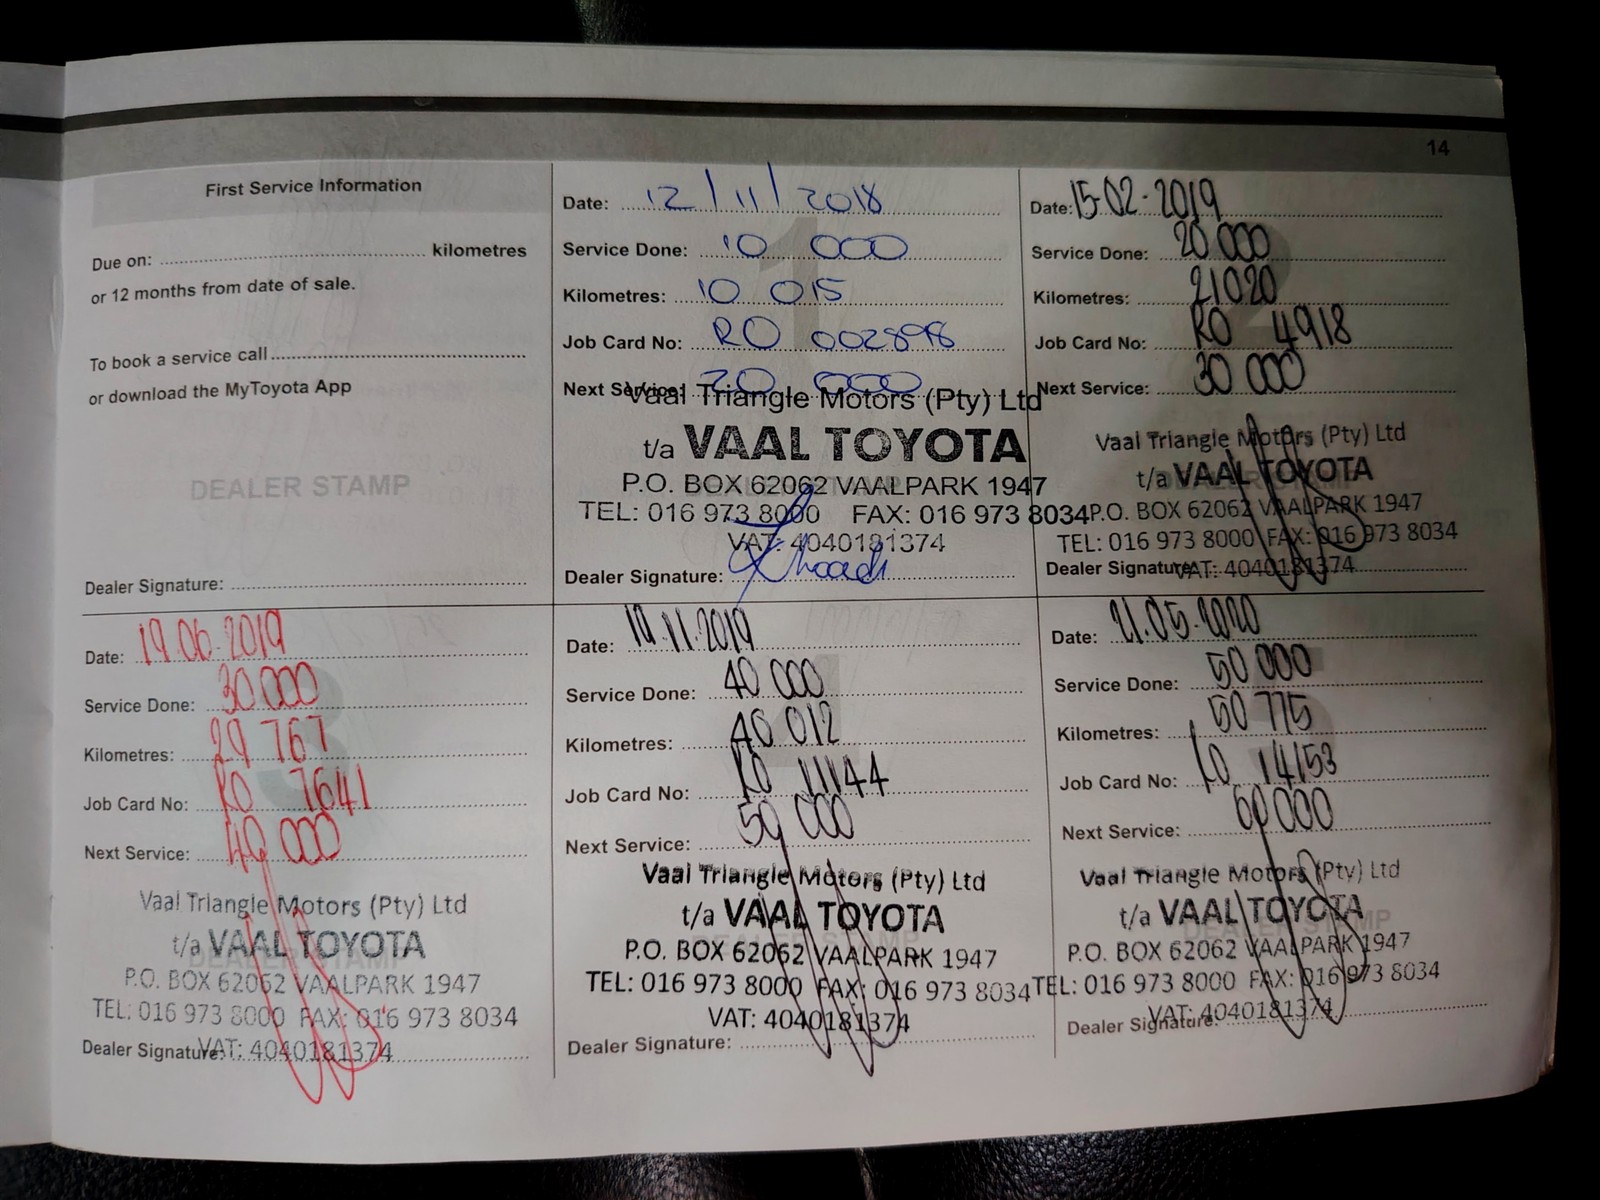 14
First Service Information
Due on: kilometres
or 12 months from date of sale.
To book a service call
or download the MyToyota App
DEALER STAMP
Dealer Signature:
Date: 12/11/2018
Service Done: 10 000
Kilometres: 10 015
Job Card No: RO 002898
Next Service: 20 000
Vaal Triangle Motors (Pty) Ltd
t/a VAAL TOYOTA
P.O. BOX 62062 VAALPARK 1947
TEL: 016 973 8000 FAX: 016 973 8034
VAT: 4040181374
Dealer Signature:
Date: 15-02-2019
Service Done: 20 000
Kilometres: 21020
Job Card No: RO 4918
Next Service: 30 000
Vaal Triangle Motors (Pty) Ltd
t/a VAAL TOYOTA
P.O. BOX 62062 VAALPARK 1947
TEL: 016 973 8000 FAX: 016 973 8034
VAT: 4040181374
Dealer Signature:
Date: 19.06.2019
Service Done: 30 000
Kilometres: 29 767
Job Card No: RO 7641
Next Service: 40 000
Vaal Triangle Motors (Pty) Ltd
t/a VAAL TOYOTA
P.O. BOX 62062 VAALPARK 1947
TEL: 016 973 8000 FAX: 016 973 8034
VAT: 4040181374
Dealer Signature:
Date: 19.11.2019
Service Done: 40 000
Kilometres: 40 012
Job Card No: RO 11144
Next Service: 50 000
Vaal Triangle Motors (Pty) Ltd
t/a VAAL TOYOTA
P.O. BOX 62062 VAALPARK 1947
TEL: 016 973 8000 FAX: 016 973 8034
VAT: 4040181374
Dealer Signature:
Date: 21.05.2020
Service Done: 50 000
Kilometres: 50 775
Job Card No: RO 14153
Next Service: 60 000
Vaal Triangle Motors (Pty) Ltd
t/a VAAL TOYOTA
P.O. BOX 62062 VAALPARK 1947
TEL: 016 973 8000 FAX: 016 973 8034
VAT: 4040181374
Dealer Signature: